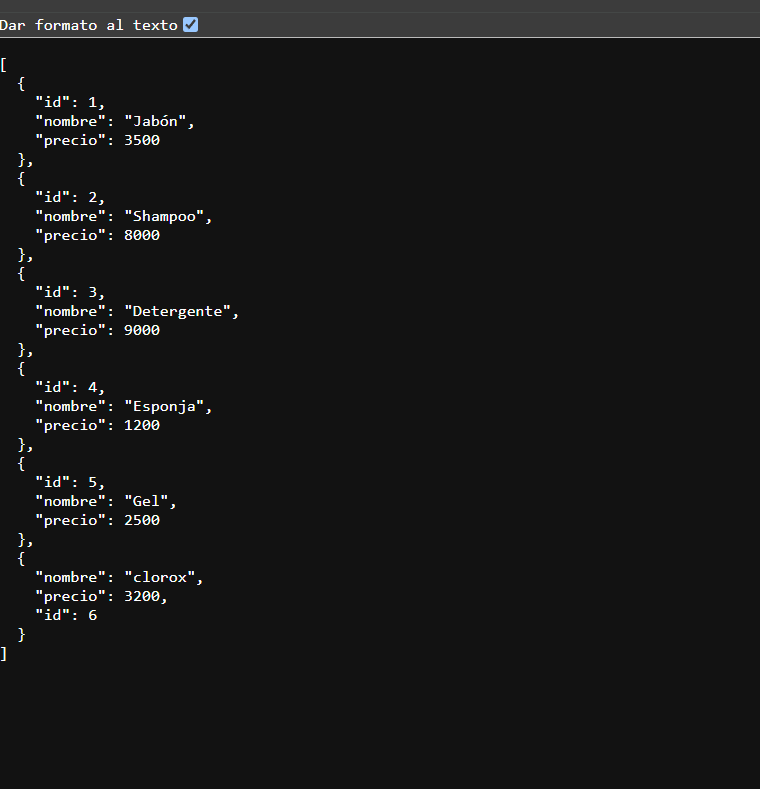 Dar formato al texto
[
  {
    "id": 1,
    "nombre": "Jabón",
    "precio": 3500
  },
  {
    "id": 2,
    "nombre": "Shampoo",
    "precio": 8000
  },
  {
    "id": 3,
    "nombre": "Detergente",
    "precio": 9000
  },
  {
    "id": 4,
    "nombre": "Esponja",
    "precio": 1200
  },
  {
    "id": 5,
    "nombre": "Gel",
    "precio": 2500
  },
  {
    "nombre": "clorox",
    "precio": 3200,
    "id": 6
  }
]